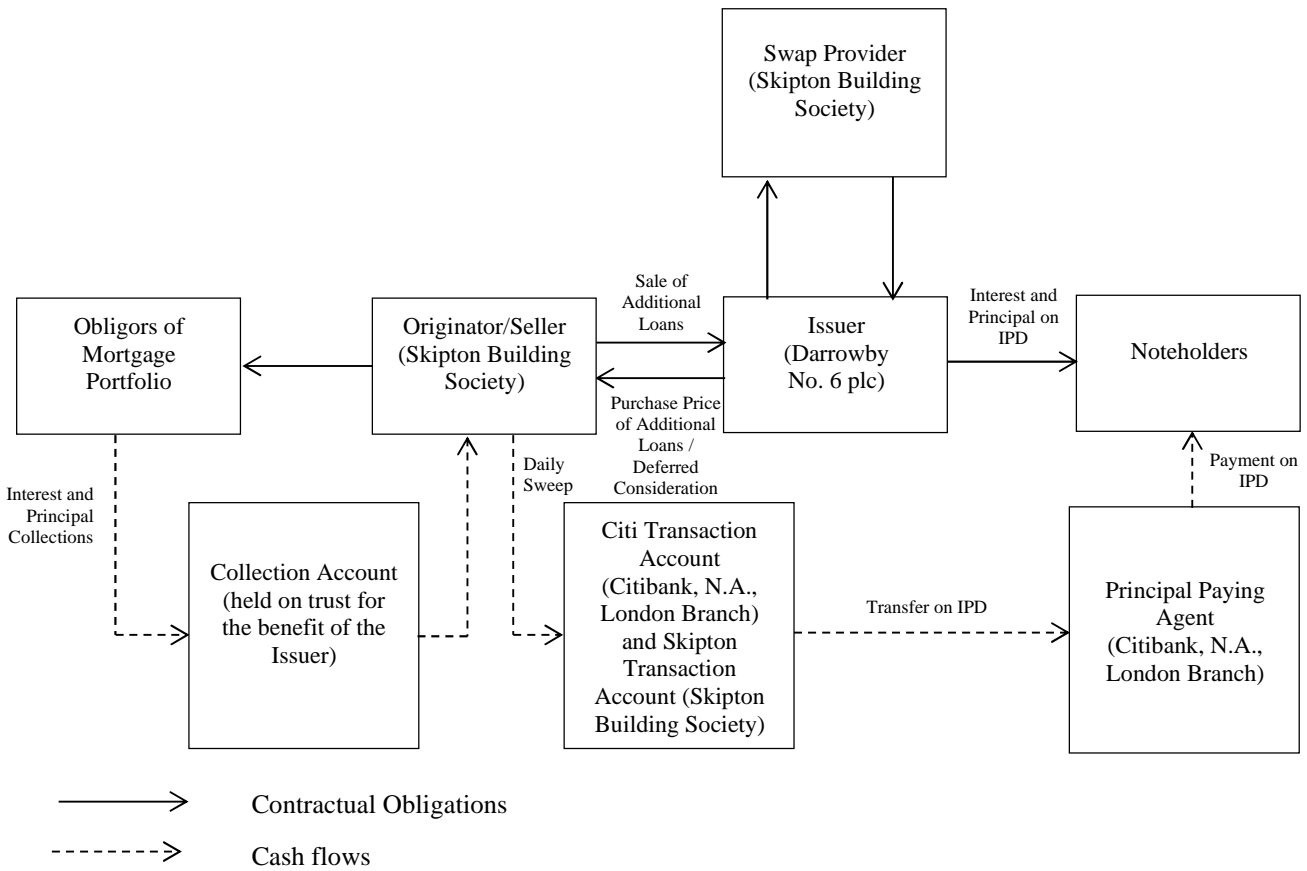 Swap Provider
(Skipton Building
Society)
Sale of
Additional
Loans
Interest and
Principal on
IPD
Obligors of
Mortgage
Portfolio
Originator/Seller
(Skipton Building
Society)
Issuer
(Darrowby
No. 6 plc)
Noteholders
Purchase Price
of Additional
Loans /
Deferred
Consideration
Daily
Sweep
Payment on
IPD
Interest and
Principal
Collections
Collection Account
(held on trust for
the benefit of the
Issuer)
Citi Transaction
Account
(Citibank, N.A.,
London Branch)
and Skipton
Transaction
Account (Skipton
Building Society)
Transfer on IPD
Principal Paying
Agent
(Citibank, N.A.,
London Branch)
Contractual Obligations
Cash flows